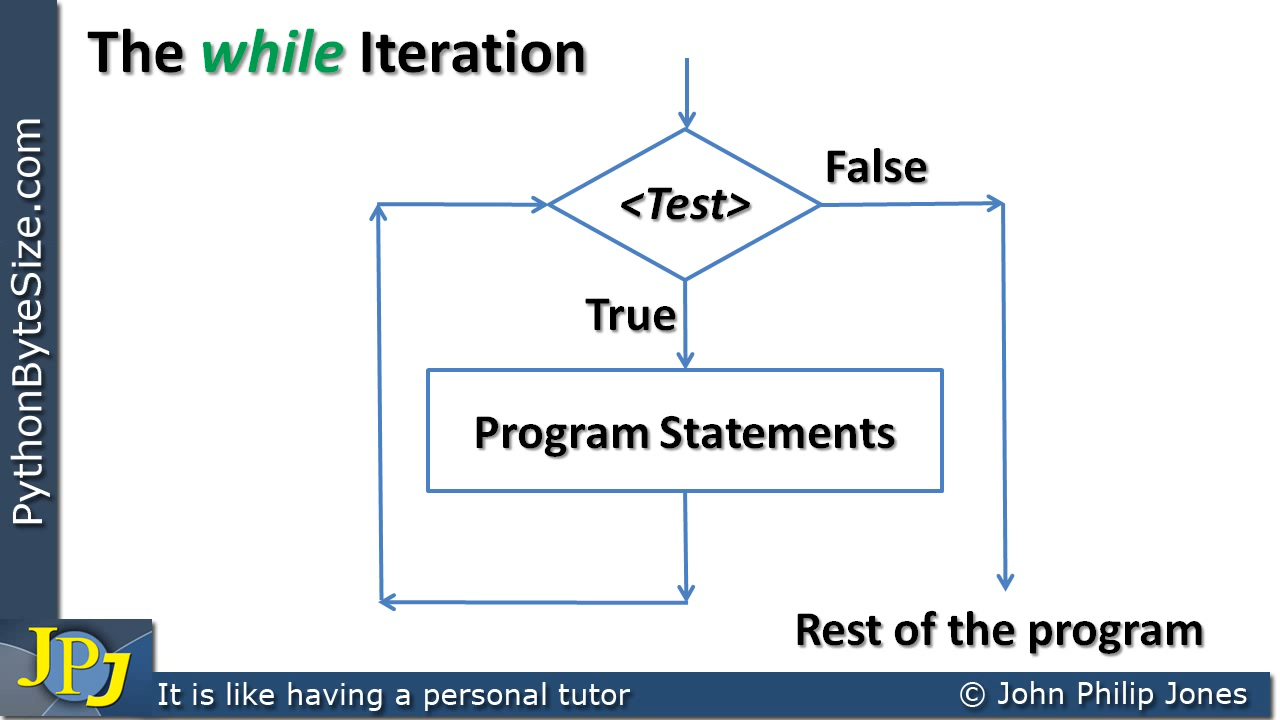 The while Iteration
PythonByteSize.com
<Test>
False
True
Program Statements
Rest of the program
JPJ
It is like having a personal tutor
© John Philip Jones